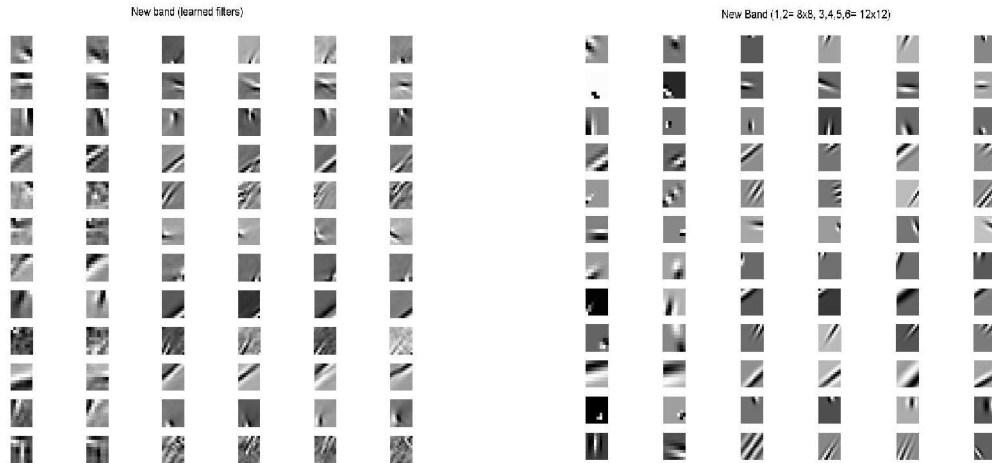 New band (learned filters)
New Band (1,2= 8x8, 3,4,5,6= 12x12)